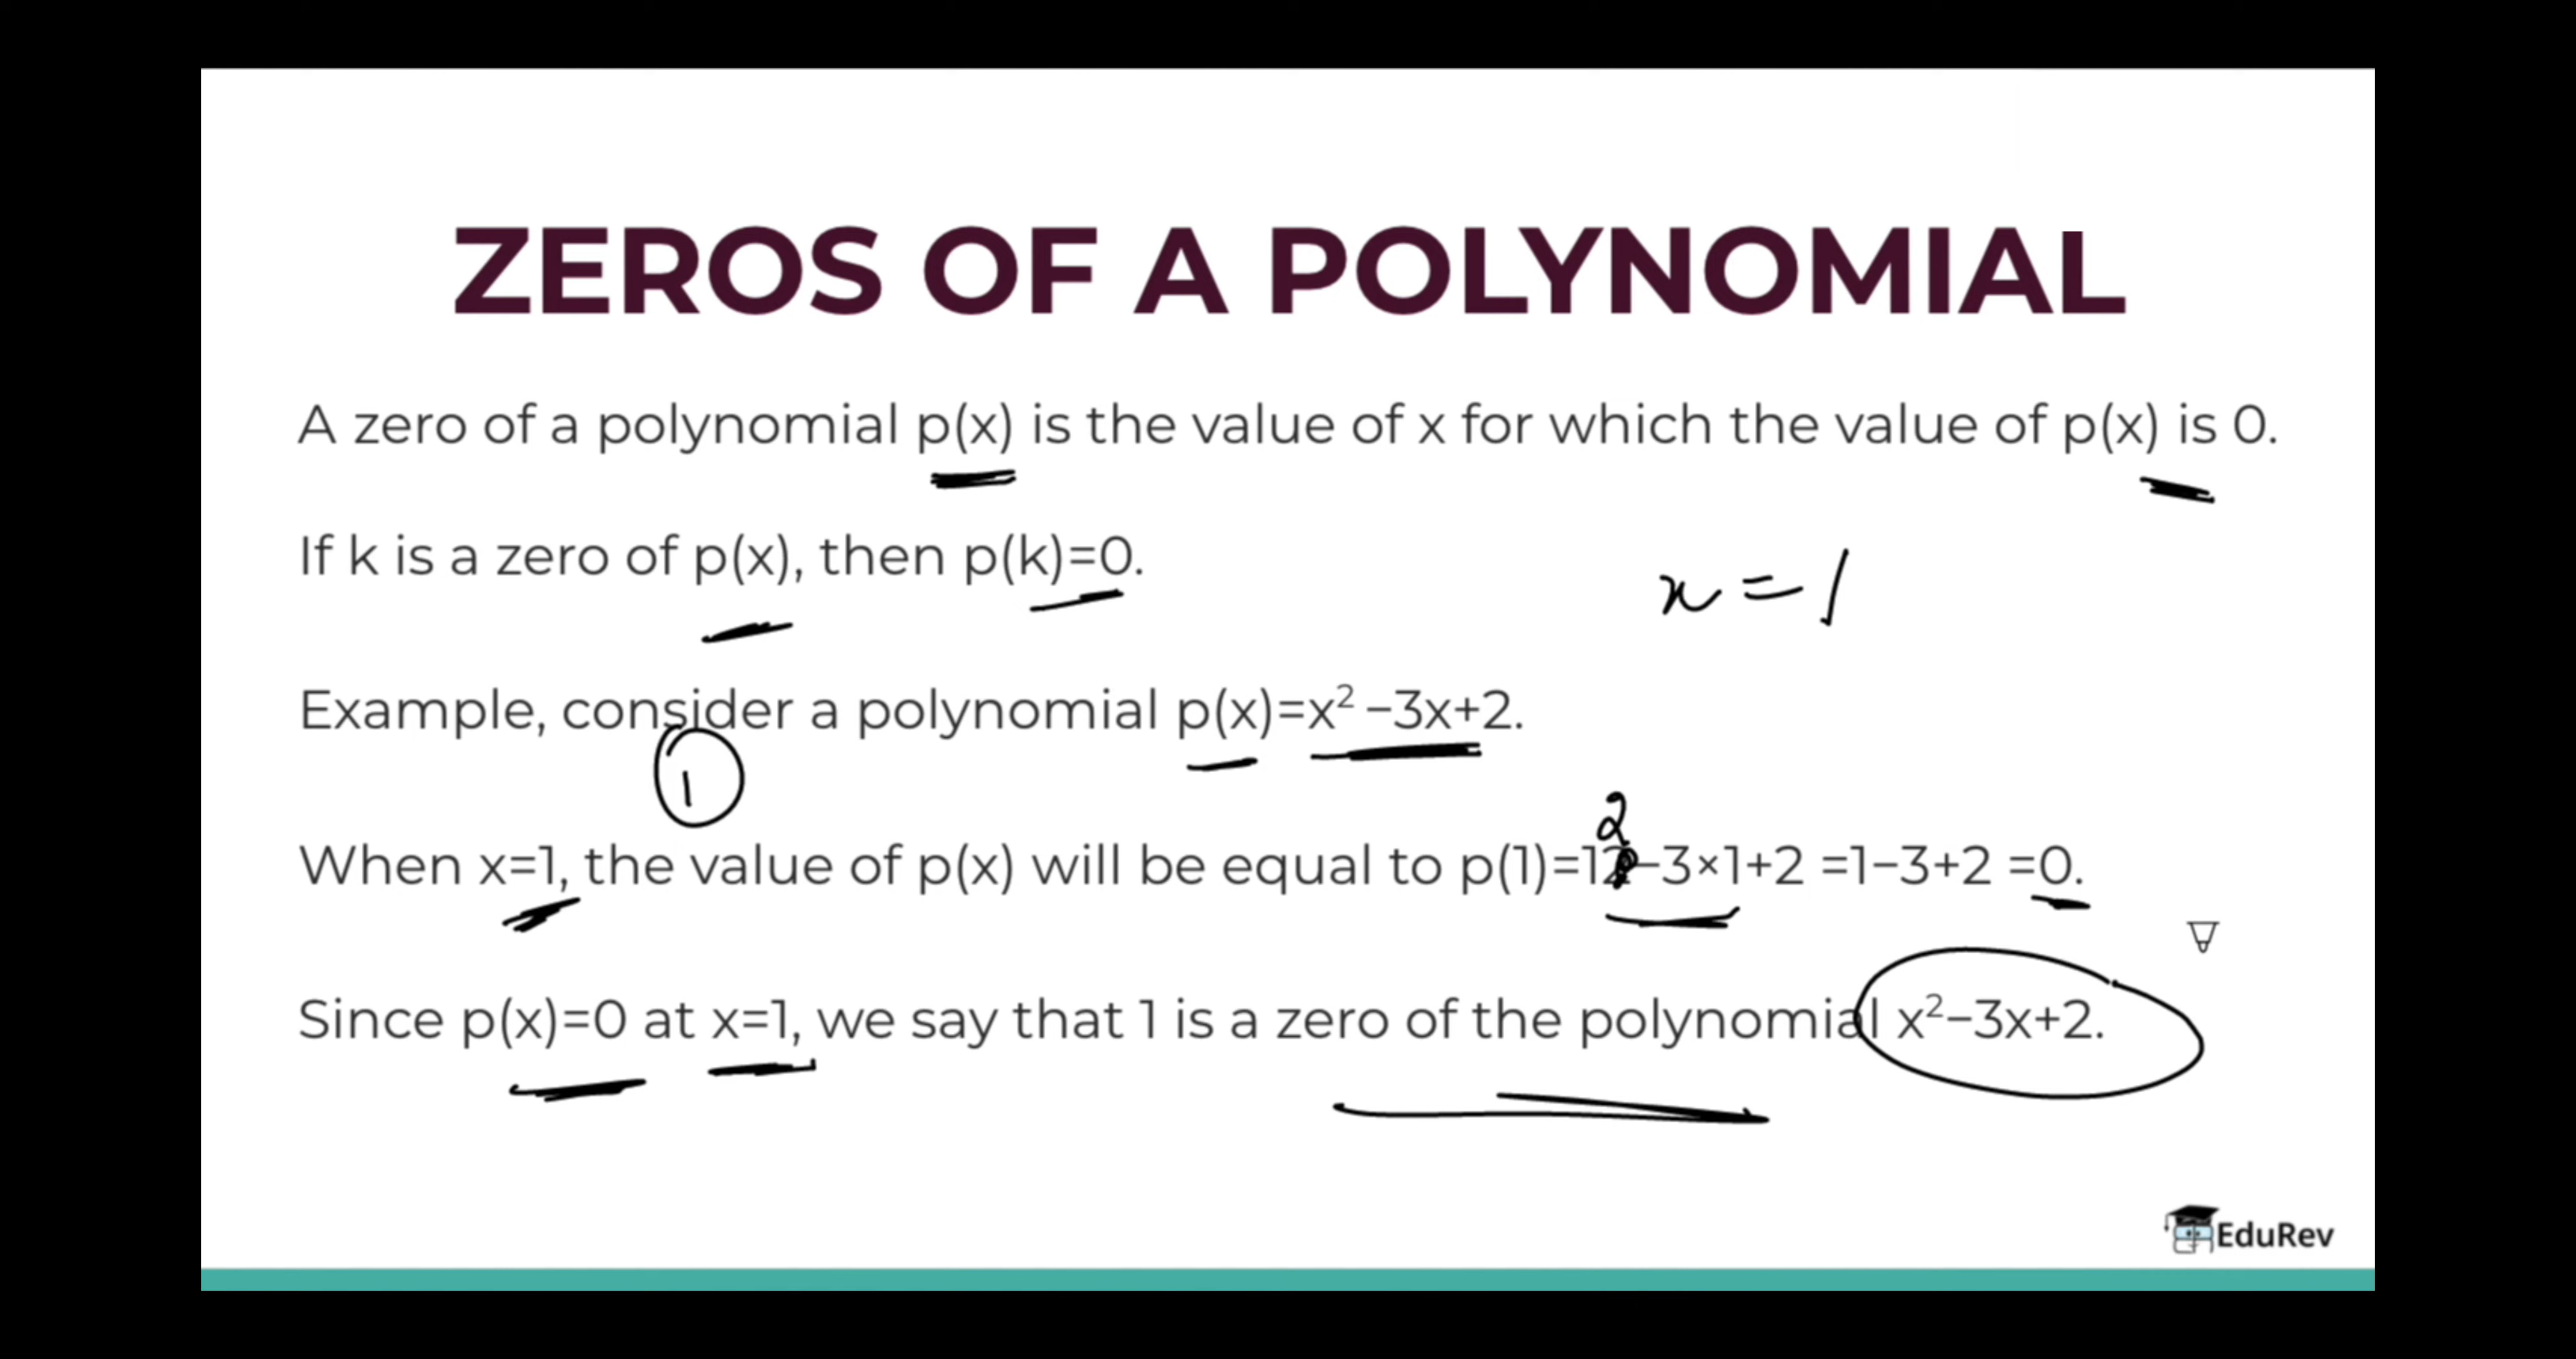 ZEROS OF A POLYNOMIAL
A zero of a polynomial p(x) is the value of x for which the value of p(x) is 0.
If k is a zero of p(x), then p(k)=0.
x = 1
Example, consider a polynomial p(x)=x² −3x+2.
1
2
When x=1, the value of p(x) will be equal to p(1)=12−3×1+2 =1−3+2 =0.
Since p(x)=0 at x=1, we say that 1 is a zero of the polynomial x²−3x+2.
EduRev